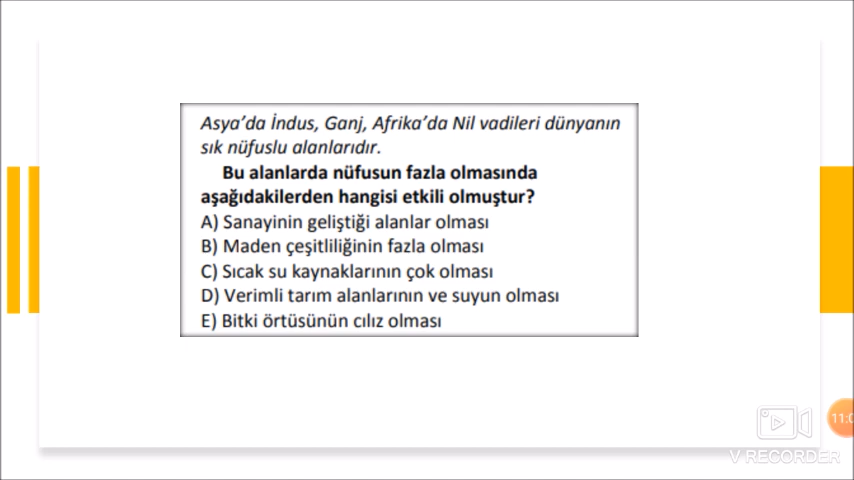 Asya’da İndus, Ganj, Afrika’da Nil vadileri dünyanın
sık nüfuslu alanlarıdır.
Bu alanlarda nüfusun fazla olmasında
aşağıdakilerden hangisi etkili olmuştur?
A) Sanayinin geliştiği alanlar olması
B) Maden çeşitliliğinin fazla olması
C) Sıcak su kaynaklarının çok olması
D) Verimli tarım alanlarının ve suyun olması
E) Bitki örtüsünün cılız olması
V RECORDER